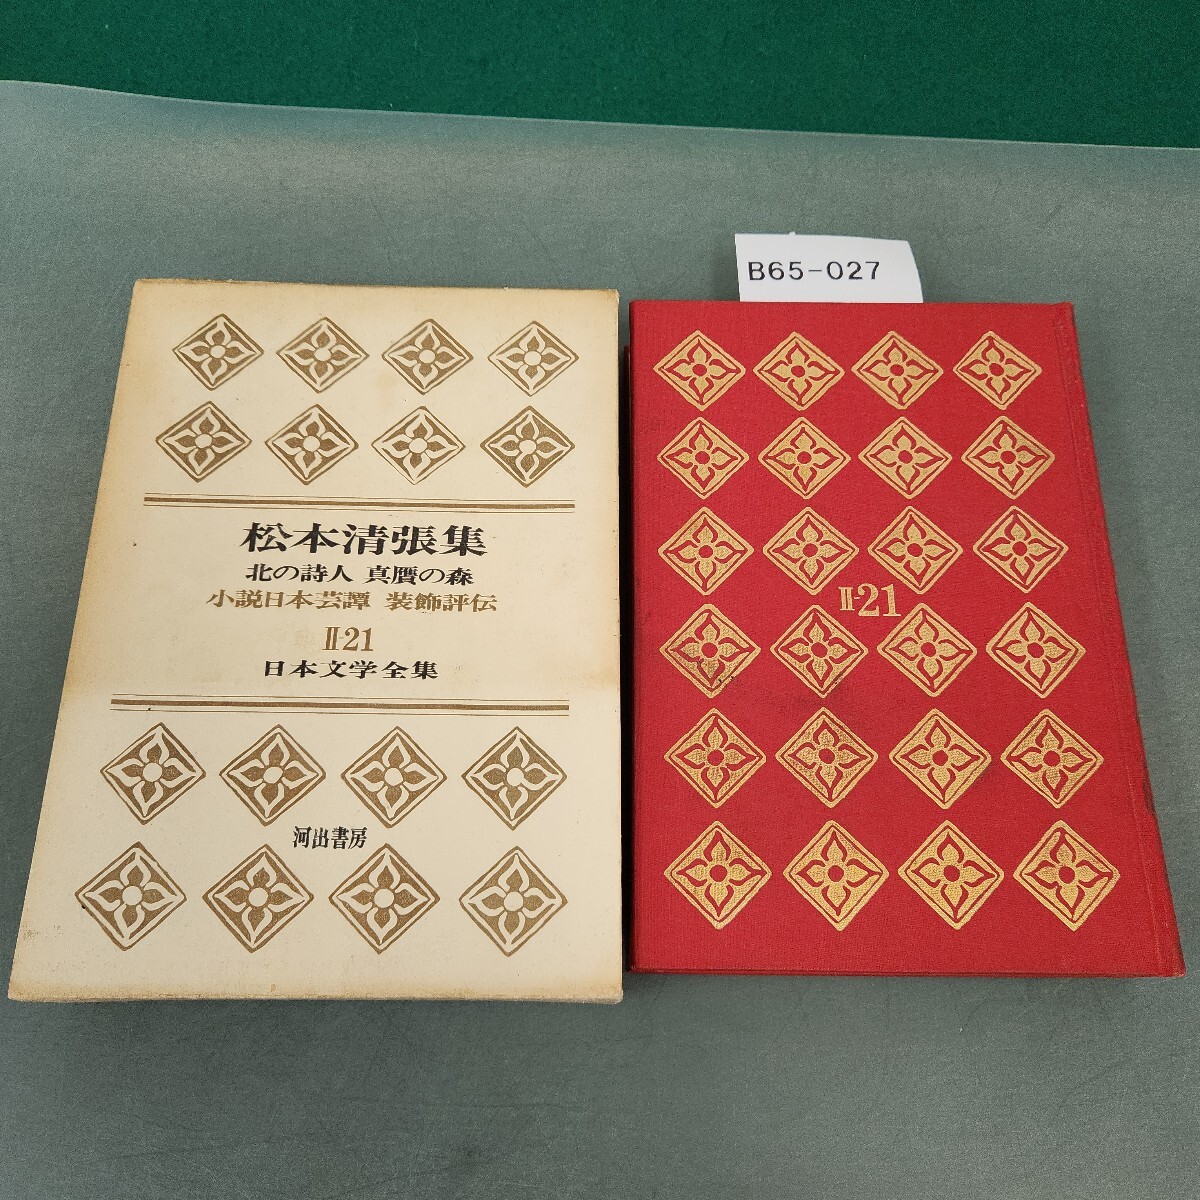 松本清張集
北の詩人 真贋の森
小説日本芸譚 装飾評伝
Ⅱ-21
日本文学全集
河出書房
B65-027
Ⅱ-21